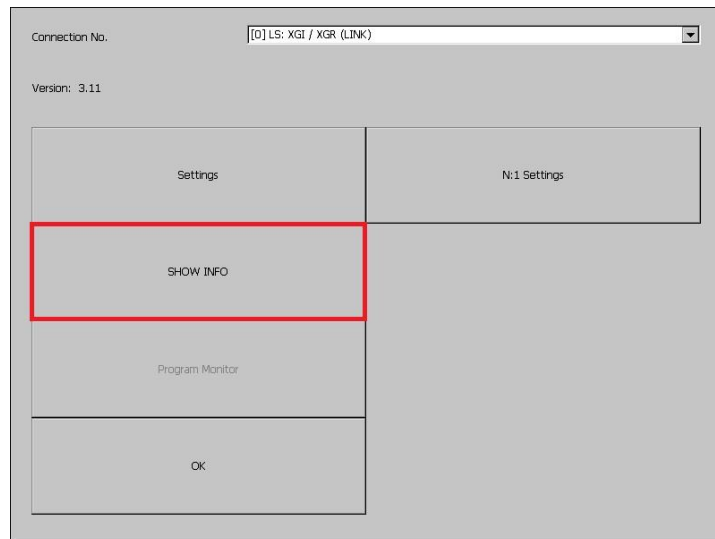 Connection No.
[0] LS: XGI / XGR (LINK)
Version: 3.11
Settings
N:1 Settings
SHOW INFO
Program Monitor
OK